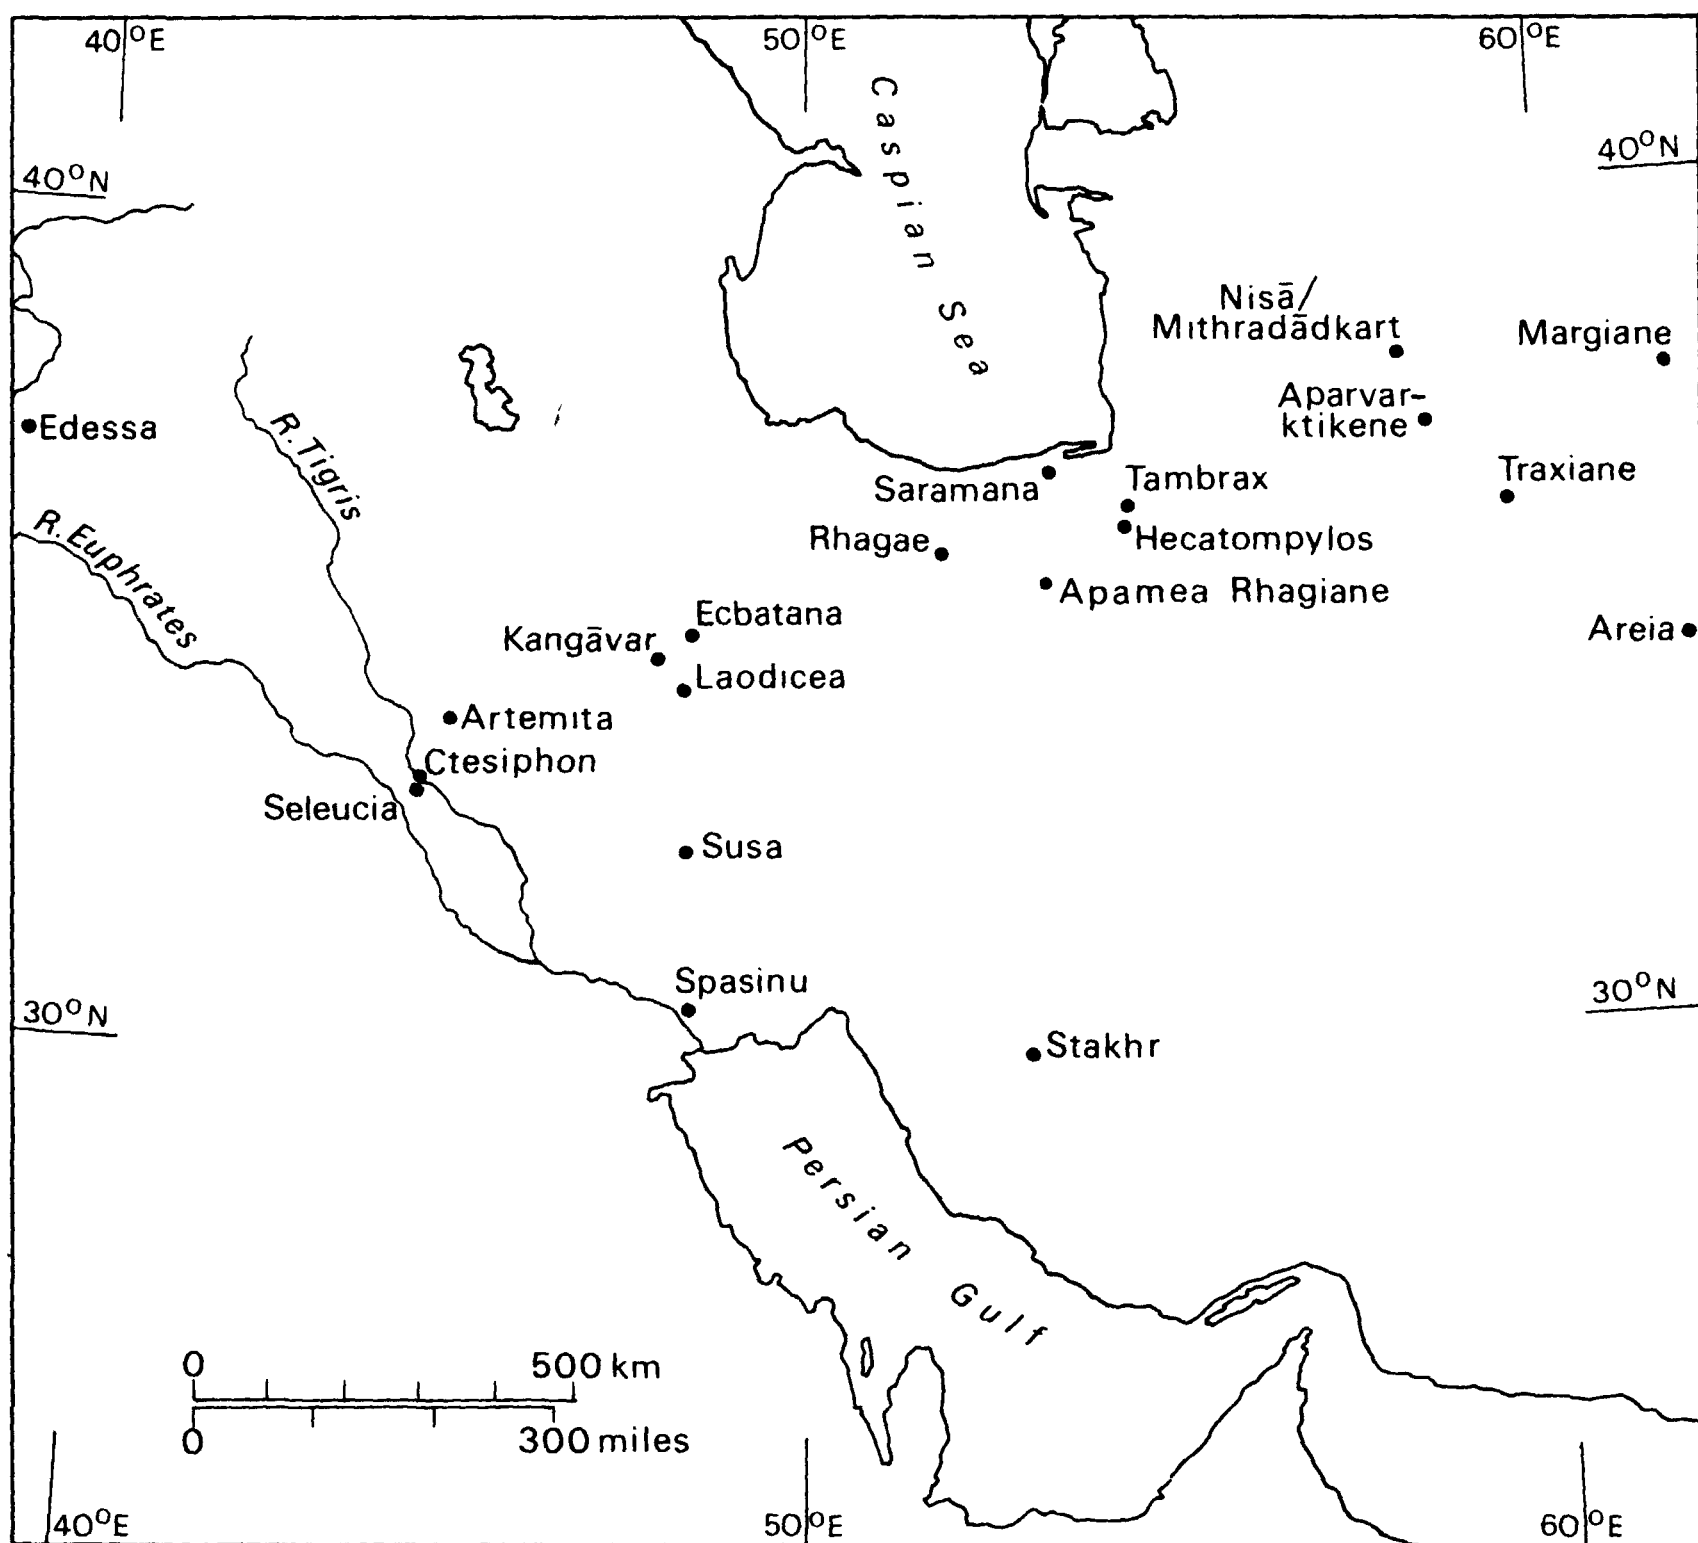 40°E
50°E
60°E
Caspian Sea
40°N
40°N
Nisā/
Mithradādkart
Margiane
Aparvar-
ktikene
Edessa
R. Tigris
Traxiane
Saramana
Tambrax
R. Euphrates
Rhagae
Hecatompylos
Apamea Rhagiane
Ecbatana
Kangāvar
Areia
Laodicea
Artemita
Ctesiphon
Seleucia
Susa
Spasinu
30°N
30°N
Stakhr
Persian Gulf
0 500 km
0 300 miles
40°E
50°E
60°E